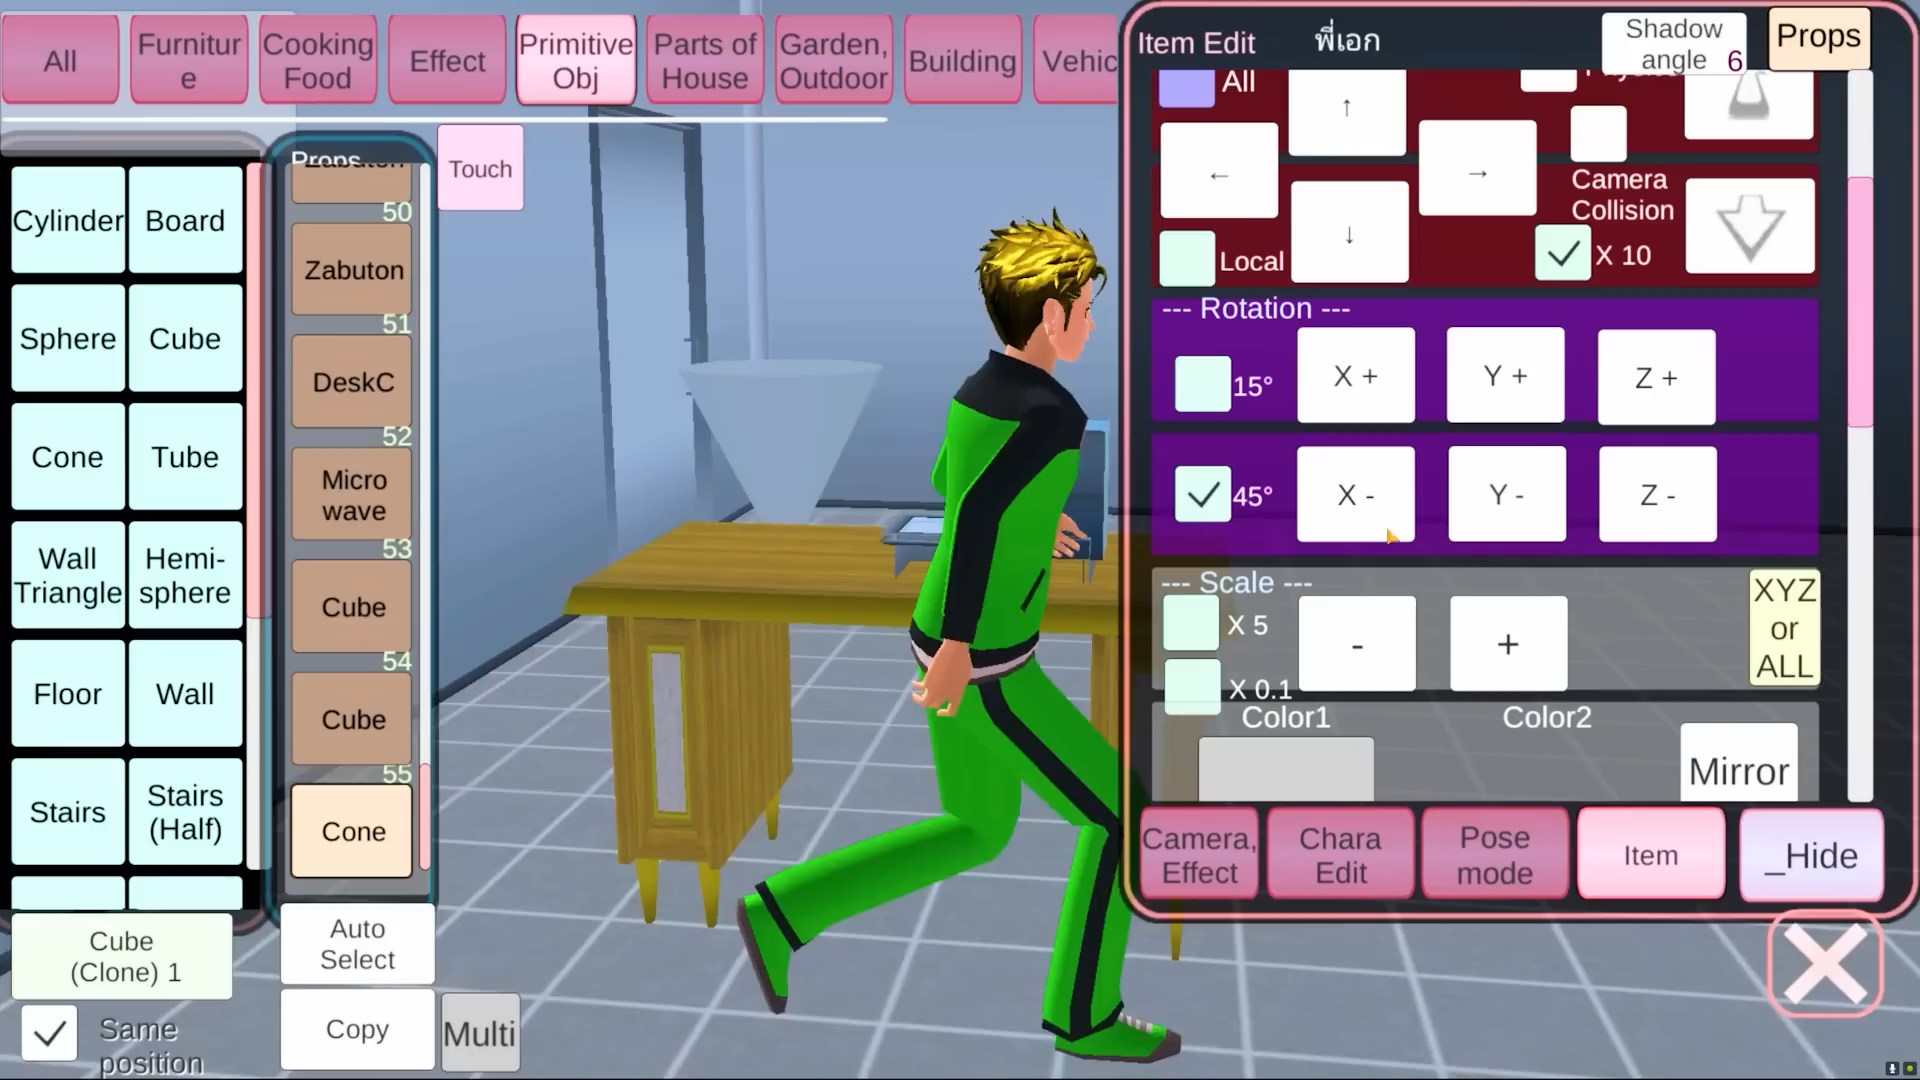 All
Furnitur
e
Cooking
Food
Effect
Primitive
Obj
Parts of
House
Garden,
Outdoor
Building
Vehic
Cylinder
Board
Sphere
Cube
Cone
Tube
Wall
Triangle
Hemi-
sphere
Floor
Wall
Stairs
Stairs
(Half)
Cube
(Clone) 1
Same
position
Props
Zabuton
50
Zabuton
51
DeskC
52
Micro
wave
53
Cube
54
Cube
55
Cone
Auto
Select
Copy
Multi
Touch
Item Edit
พี่เอก
Shadow
angle 6
Props
All
↑
←
→
↓
Local
Camera
Collision
X 10
--- Rotation ---
15°
X +
Y +
Z +
45°
X -
Y -
Z -
--- Scale ---
X 5
X 0.1
-
+
XYZ
or
ALL
Color1
Color2
Mirror
Camera,
Effect
Chara
Edit
Pose
mode
Item
_Hide